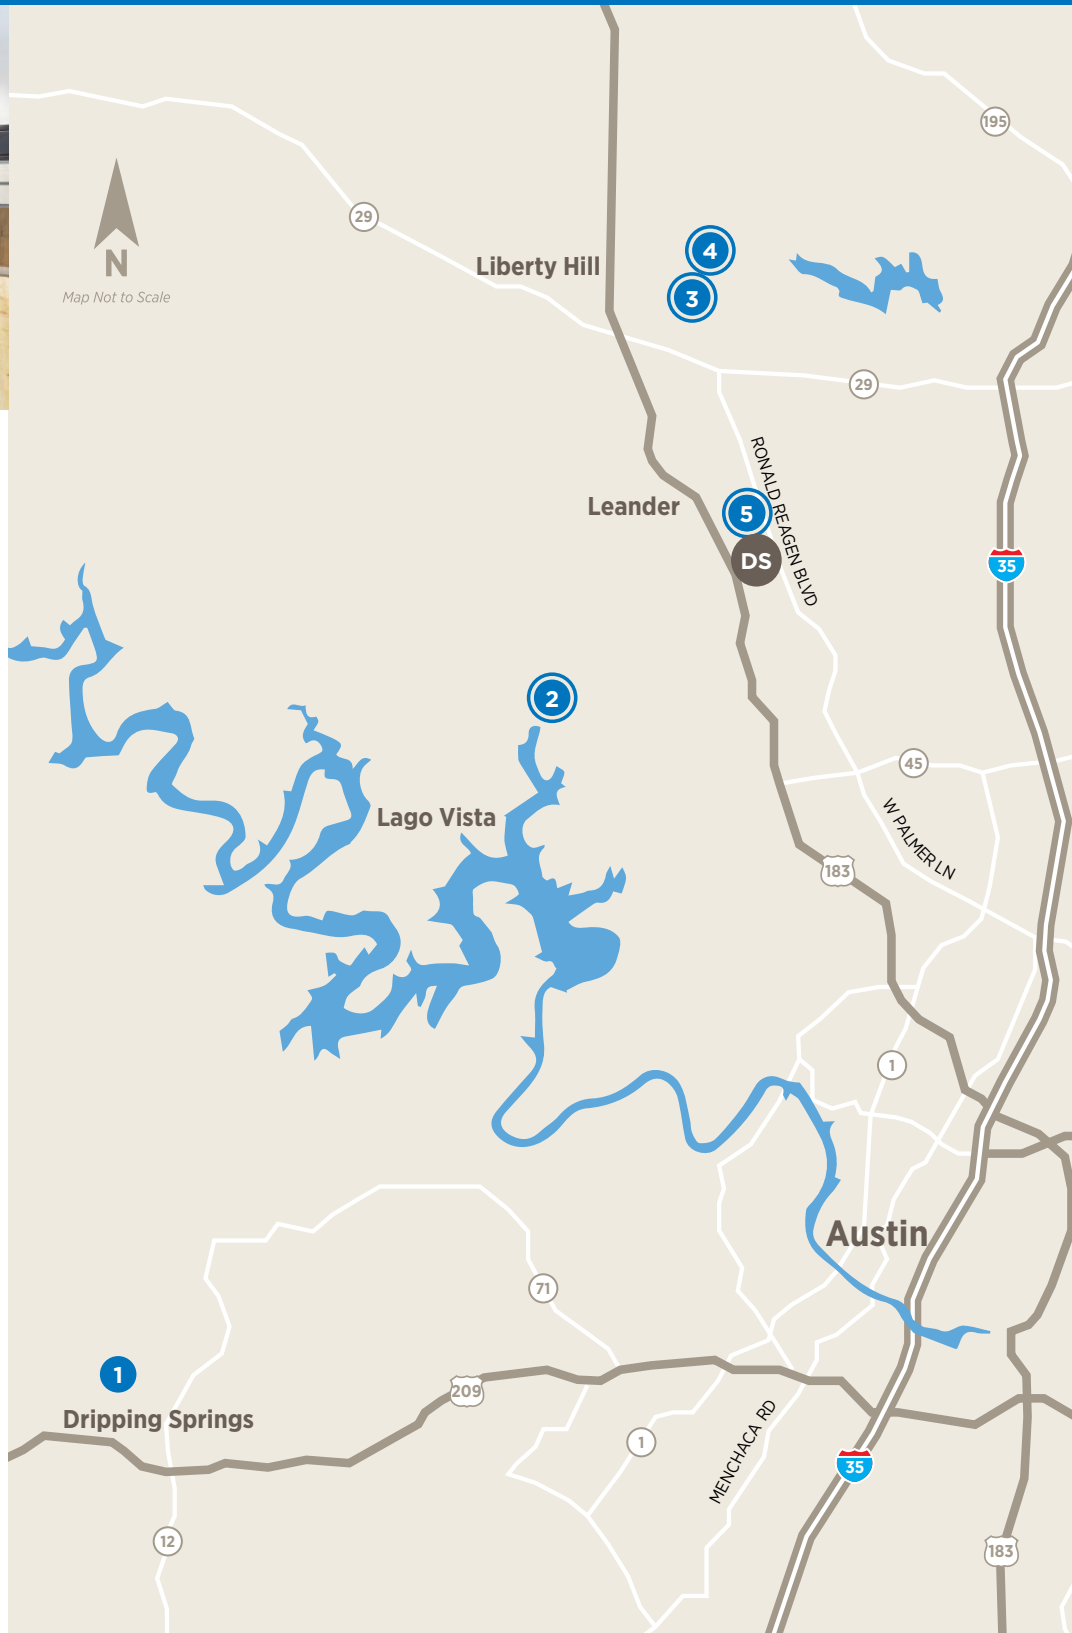 195
29
4
Liberty Hill
3
N
Map Not to Scale
29
RONALD REAGEN BLVD
Leander
5
DS
35
2
45
Lago Vista
W PALMER LN
183
1
Austin
71
1
209
Dripping Springs
MENCHACA RD
1
35
12
183